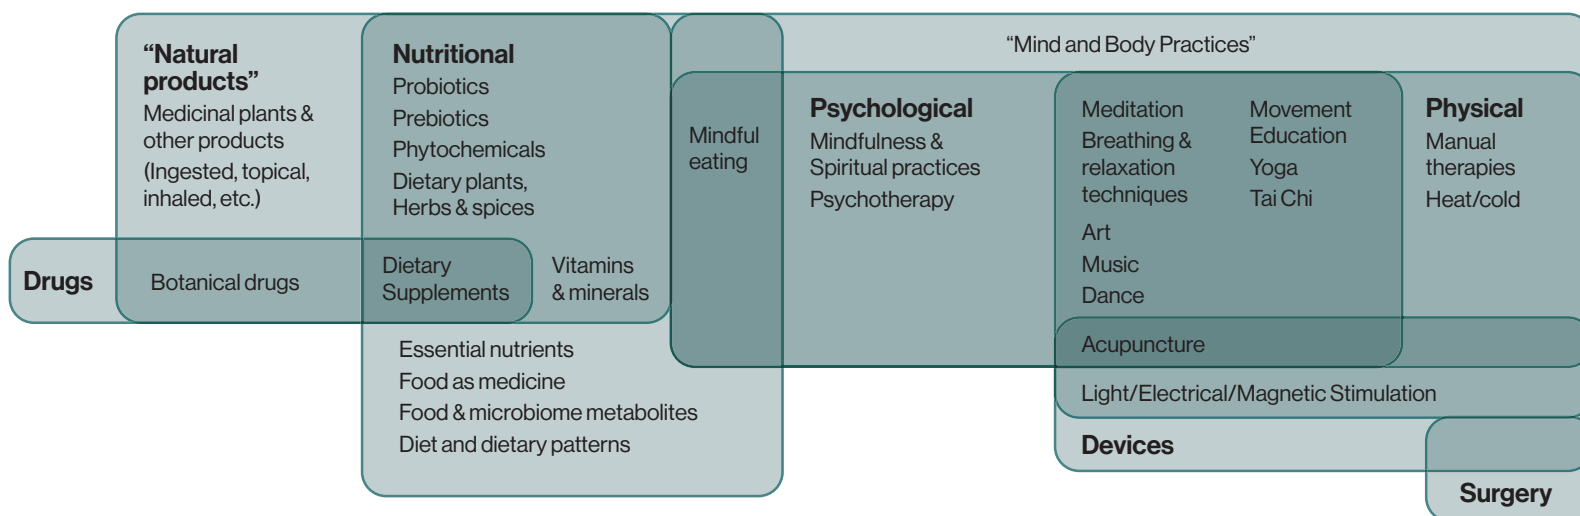 “Natural
products”
Medicinal plants &
other products
(Ingested, topical,
inhaled, etc.)
Nutritional
Probiotics
Prebiotics
Phytochemicals
Dietary plants,
Herbs & spices
Mindful
eating
“Mind and Body Practices”
Psychological
Mindfulness &
Spiritual practices
Psychotherapy
Meditation
Breathing &
relaxation
techniques
Art
Music
Dance
Movement
Education
Yoga
Tai Chi
Physical
Manual
therapies
Heat/cold
Drugs
Botanical drugs
Dietary
Supplements
Vitamins
& minerals
Essential nutrients
Food as medicine
Food & microbiome metabolites
Diet and dietary patterns
Acupuncture
Light/Electrical/Magnetic Stimulation
Devices
Surgery